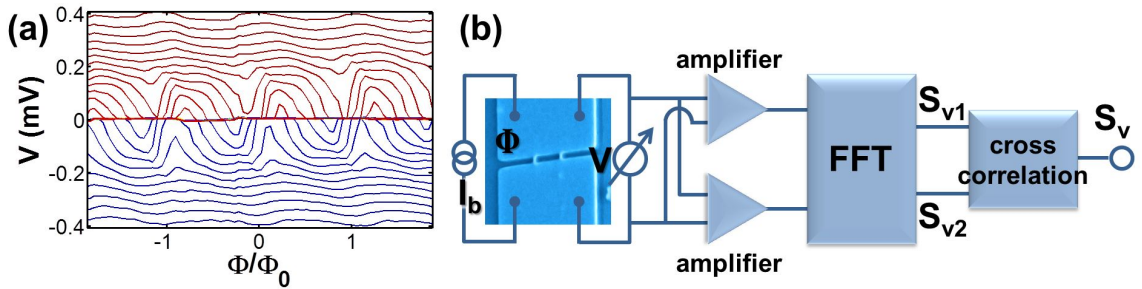 (a)
V (mV)
0.4
0.2
0
-0.2
-0.4
-1
0
1
Φ/Φ0
(b)
amplifier
Φ
V
Ib
amplifier
FFT
Sv1
Sv2
cross
correlation
Sv